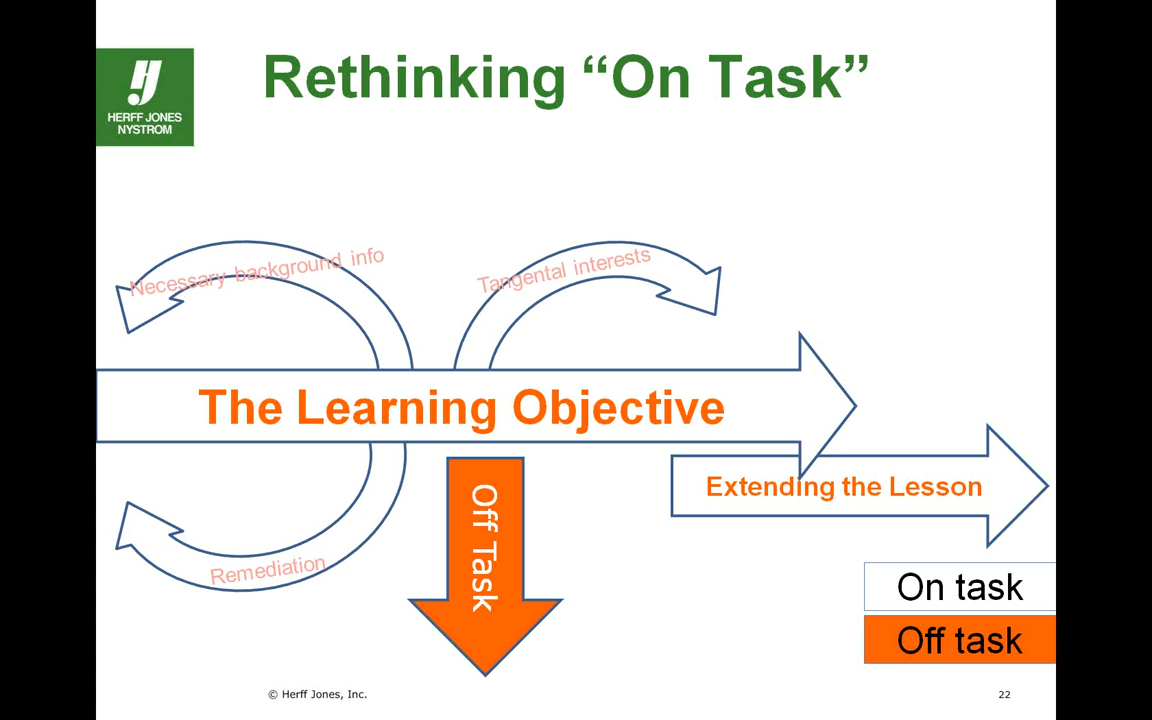 Rethinking “On Task”
HERFF JONES
NYSTROM
Necessary background info
Tangental interests
The Learning Objective
Extending the Lesson
Off Task
Remediation
On task
Off task
© Herff Jones, Inc.
22